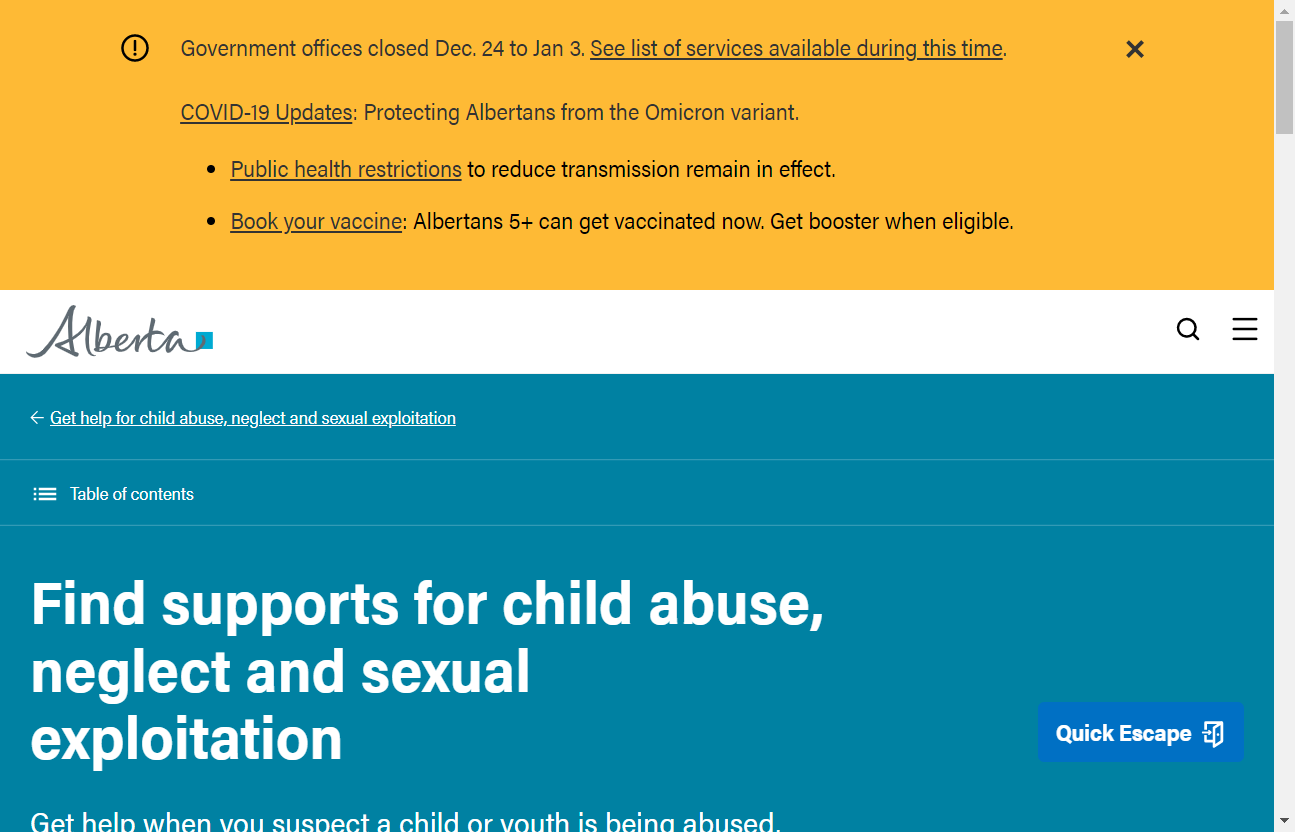 Government offices closed Dec. 24 to Jan 3. See list of services available during this time.
COVID-19 Updates: Protecting Albertans from the Omicron variant.
Public health restrictions to reduce transmission remain in effect.
Book your vaccine: Albertans 5+ can get vaccinated now. Get booster when eligible.
Alberta
Get help for child abuse, neglect and sexual exploitation
Table of contents
Find supports for child abuse,
neglect and sexual
exploitation
Quick Escape
Get help when you suspect a child or youth is being abused,